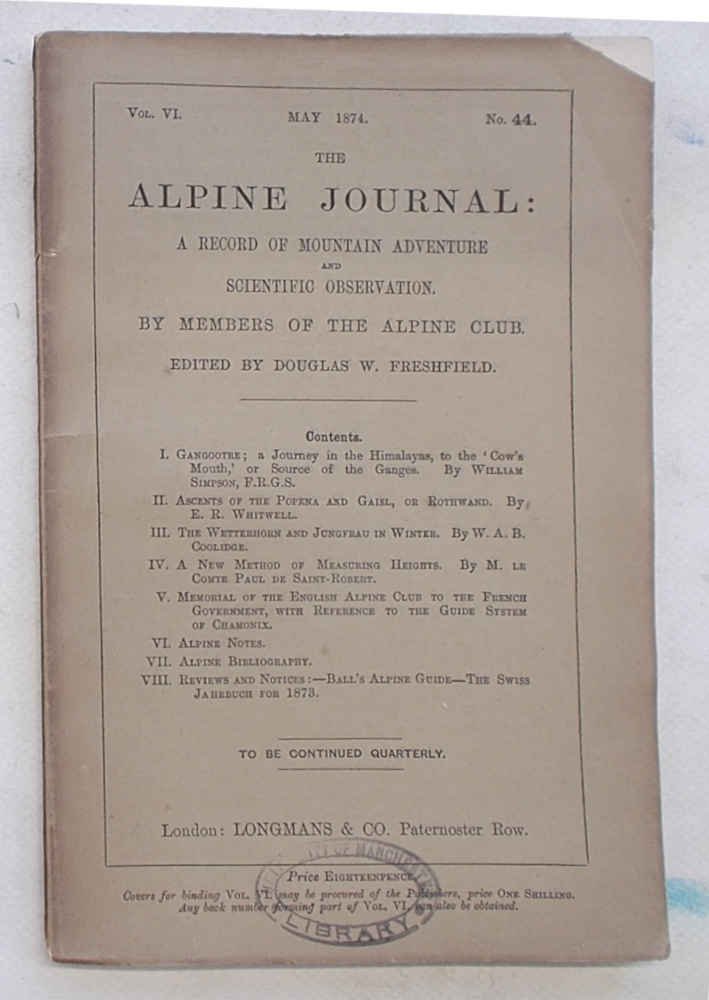 VOL. VI. MAY 1874. No. 44.
THE
ALPINE JOURNAL:
A RECORD OF MOUNTAIN ADVENTURE
AND
SCIENTIFIC OBSERVATION.
BY MEMBERS OF THE ALPINE CLUB.
EDITED BY DOUGLAS W. FRESHFIELD.
Contents.
I. GANGOOTRE; a Journey in the Himalayas, to the ‘Cow's
Mouth,’ or Source of the Ganges. By WILLIAM
SIMPSON, F.R.G.S.
II. ASCENTS OF THE POPENA AND GAISL, OR ROTHWAND. By
E. R. WHITWELL.
III. THE WETTERHORN AND JUNGFRAU IN WINTER. By W. A. B.
COOLIDGE.
IV. A NEW METHOD OF MEASURING HEIGHTS. By M. LE
COMTE PAUL DE SAINT-ROBERT.
V. MEMORIAL OF THE ENGLISH ALPINE CLUB TO THE FRENCH
GOVERNMENT, WITH REFERENCE TO THE GUIDE SYSTEM
OF CHAMONIX.
VI. ALPINE NOTES.
VII. ALPINE BIBLIOGRAPHY.
VIII. REVIEWS AND NOTICES:—BALL'S ALPINE GUIDE—THE SWISS
JAHRBUCH FOR 1873.
TO BE CONTINUED QUARTERLY.
London: LONGMANS & CO. Paternoster Row.
Price EIGHTEENPENCE.
Covers for binding VOL. VI. may be procured of the Publishers, price ONE SHILLING.
Any back number forming part of VOL. VI. can also be obtained.
OF MANCHESTER
LIBRARY